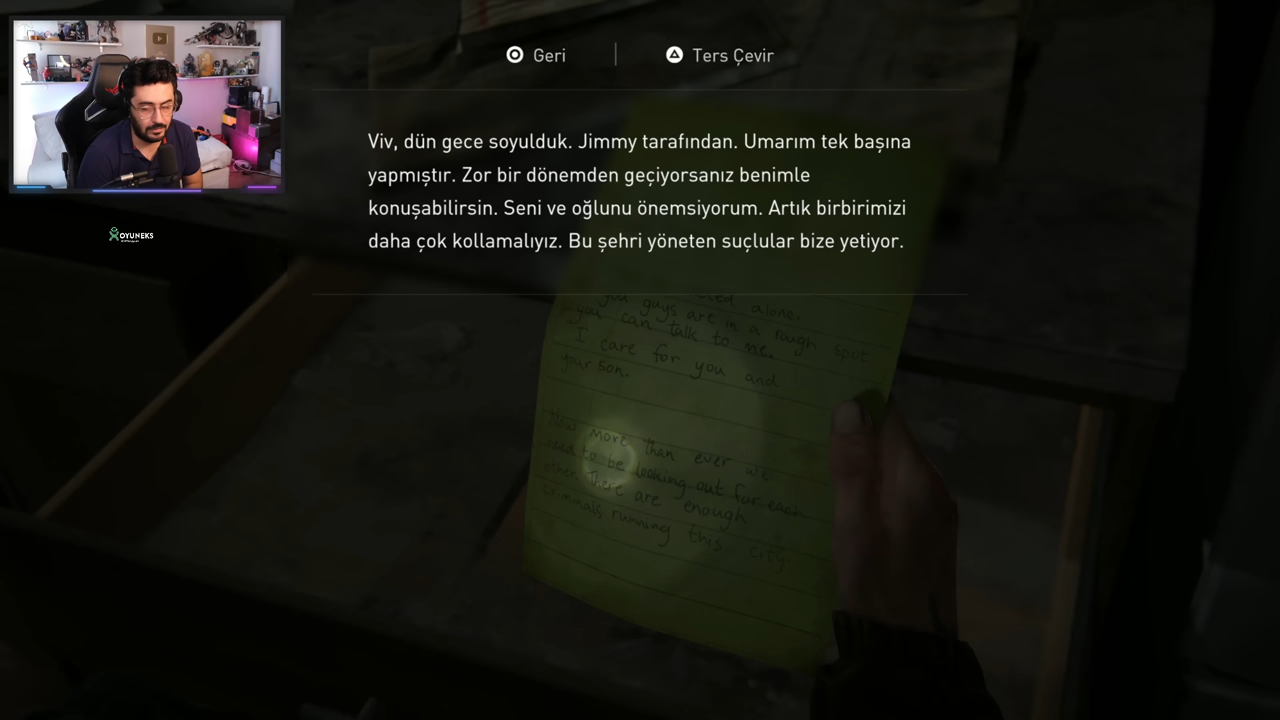 Geri
Ters Çevir
Viv, dün gece soyulduk. Jimmy tarafından. Umarım tek başına
yapmıştır. Zor bir dönemden geçiyorsanız benimle
konuşabilirsin. Seni ve oğlunu önemsiyorum. Artık birbirimizi
daha çok kollamalıyız. Bu şehri yöneten suçlular bize yetiyor.
OYUNEKS
alone.
you guys are in a rough spot
you can talk to me.
I care for you and
your son.
Now more than ever we
need to be looking out for each
other. There are enough
criminals running this city.